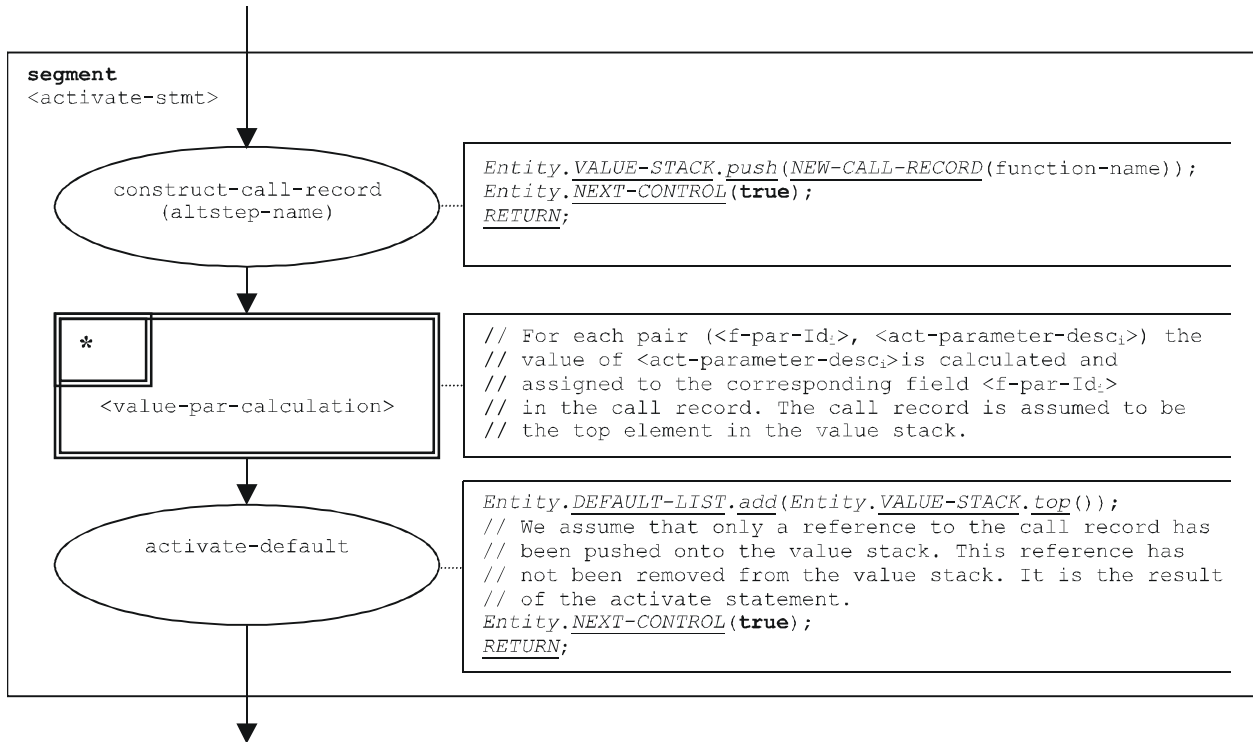 segment
<activate-stmt>
construct-call-record
(altstep-name)
Entity.VALUE-STACK.push(NEW-CALL-RECORD(function-name));
Entity.NEXT-CONTROL(true);
RETURN;
*
<value-par-calculation>
// For each pair (<f-par-Idi>, <act-parameter-desci>) the
// value of <act-parameter-desci>is calculated and
// assigned to the corresponding field <f-par-Idi>
// in the call record. The call record is assumed to be
// the top element in the value stack.
activate-default
Entity.DEFAULT-LIST.add(Entity.VALUE-STACK.top());
// We assume that only a reference to the call record has
// been pushed onto the value stack. This reference has
// not been removed from the value stack. It is the result
// of the activate statement.
Entity.NEXT-CONTROL(true);
RETURN;